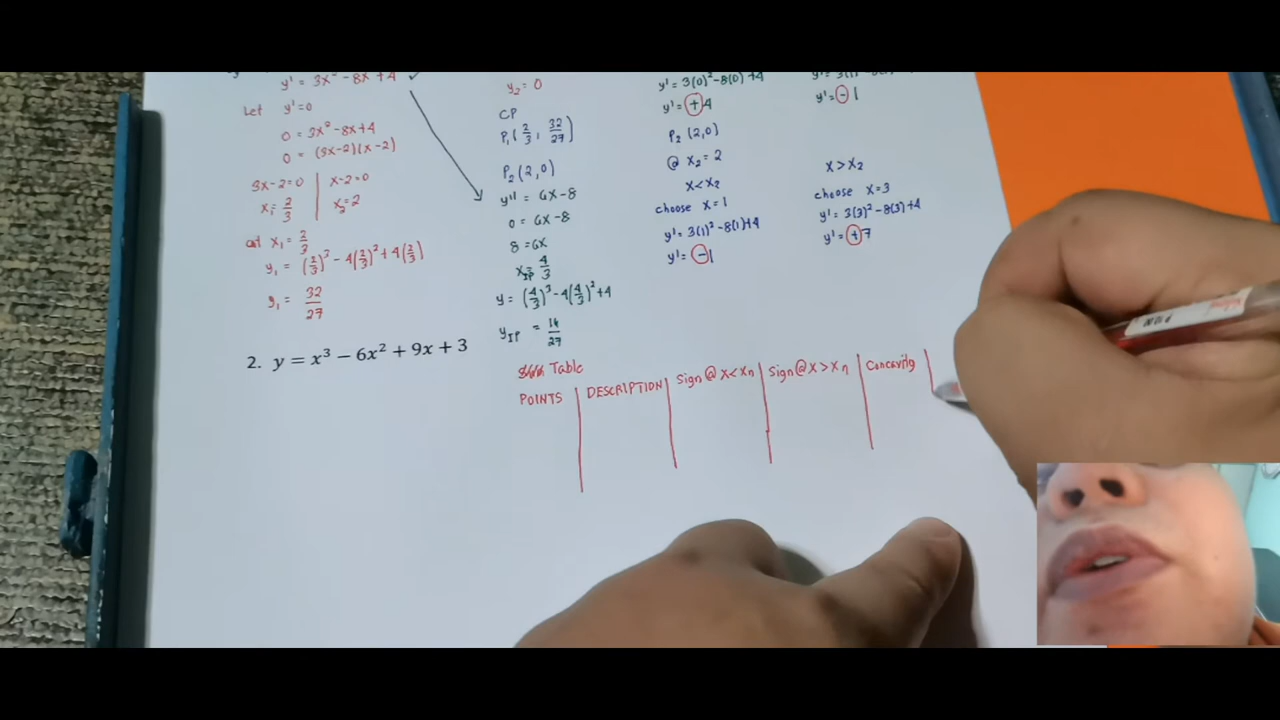 y' = 3x² - 8x + 4
Let y' = 0
0 = 3x² - 8x + 4
0 = (3x-2)(x-2)
3x-2=0 x-2=0
x₁ = 2/3 x₂=2
at x₁ = 2/3
y₁ = (2/3)² - 4(2/3)² + 4(2/3)
y₁ = 32/27
2. y = x³ − 6x² + 9x + 3
y₂ = 0
CP
P₁(2/3, 32/27)
P₂(2,0)
y'' = 6x-8
0 = 6x-8
8=6x
x_IP = 4/3
y = (4/3)³ - 4(4/3)² + 4
y_IP = 16/27
y' = 3(0)² - 8(0) + 4
y' = + 4
P₂ (2,0)
@ x₂ = 2
x < x₂
choose x = 1
y' = 3(1)² - 8(1) + 4
y' = - 1
y' = - 1
x > x₂
choose x = 3
y' = 3(3)² - 8(3) + 4
y' = + 7
Table
POINTS DESCRIPTION Sign @ x < xₙ Sign @ x > xₙ Concavity